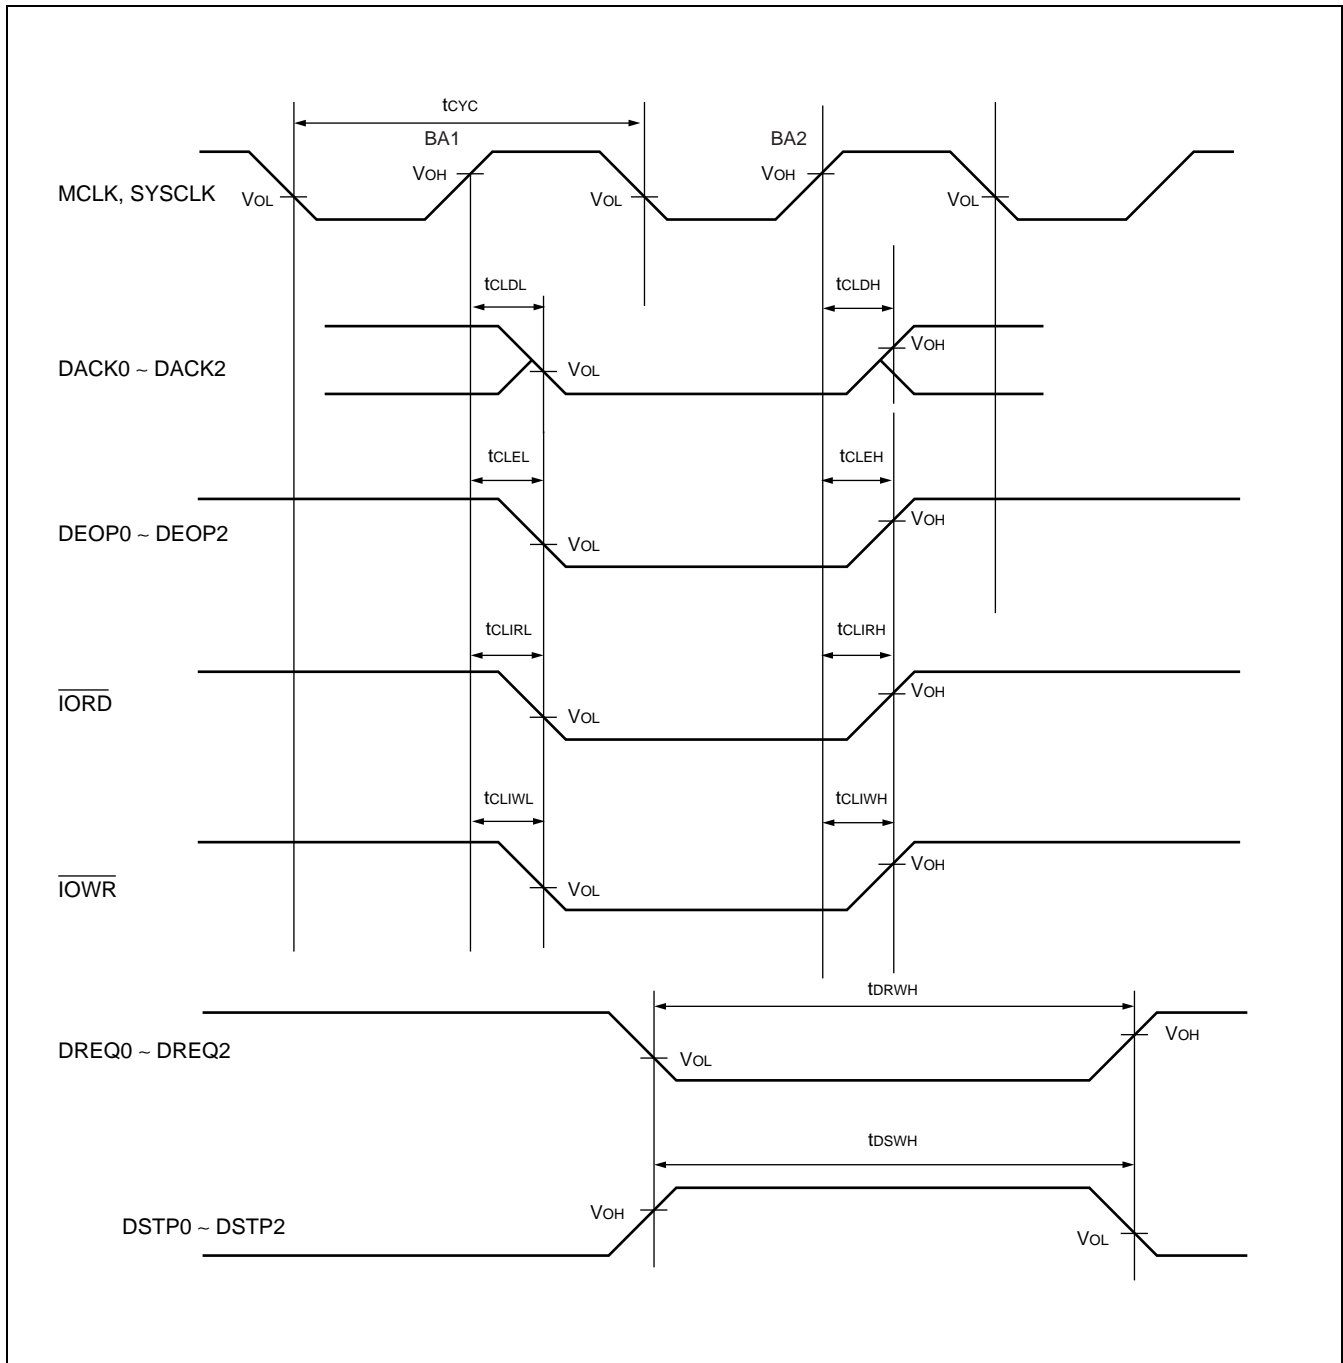 tCYC
BA1 BA2
MCLK, SYSCLK VOL VOH VOL VOH VOL
tCLDL tCLDH
DACK0 ~ DACK2 VOL VOH
tCLEL tCLEH
DEOP0 ~ DEOP2 VOL VOH
tCLIRL tCLIRH
IORD VOL VOH
tCLIWL tCLIWH
IOWR VOL VOH
tDRWH
DREQ0 ~ DREQ2 VOL VOH
tDSWH
DSTP0 ~ DSTP2 VOH VOL